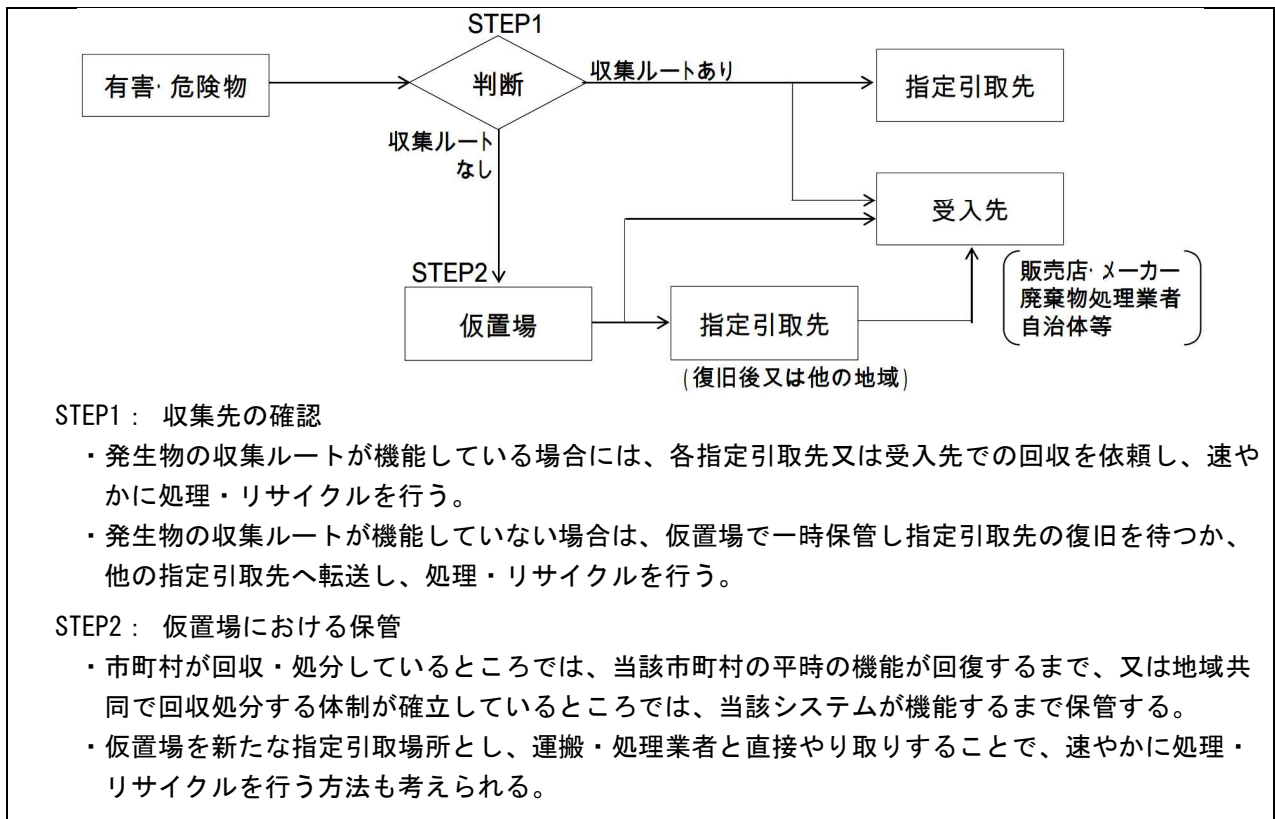 STEP1
有害・危険物
判断
収集ルートあり
指定引取先
収集ルート
なし
受入先
STEP2
仮置場
指定引取先
(復旧後又は他の地域)
販売店・メーカー
廃棄物処理業者
自治体等
STEP1： 収集先の確認
・発生物の収集ルートが機能している場合には、各指定引取先又は受入先での回収を依頼し、速や
かに処理・リサイクルを行う。
・発生物の収集ルートが機能していない場合は、仮置場で一時保管し指定引取先の復旧を待つか、
他の指定引取先へ転送し、処理・リサイクルを行う。
STEP2： 仮置場における保管
・市町村が回収・処分しているところでは、当該市町村の平時の機能が回復するまで、又は地域共
同で回収処分する体制が確立しているところでは、当該システムが機能するまで保管する。
・仮置場を新たな指定引取場所とし、運搬・処理業者と直接やり取りすることで、速やかに処理・
リサイクルを行う方法も考えられる。